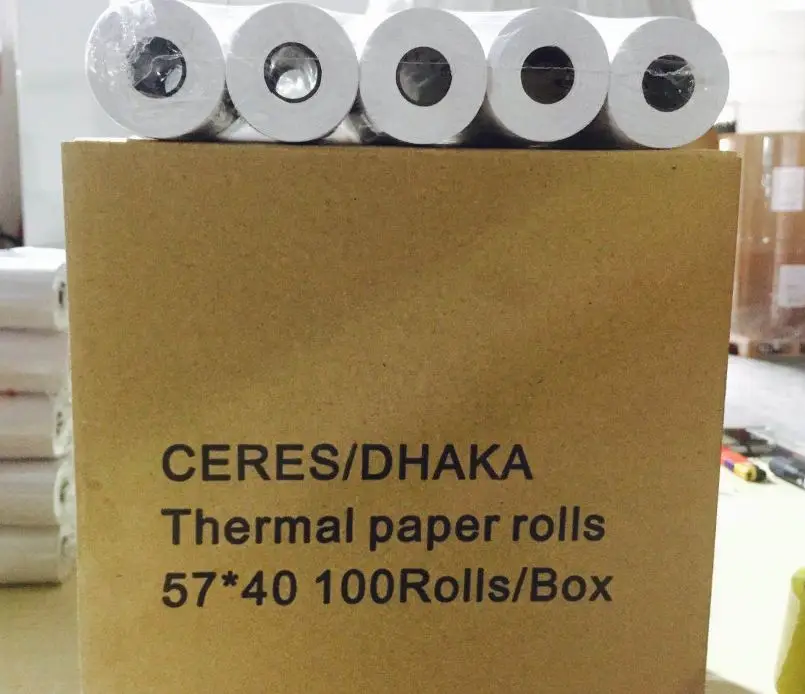 CERES/DHAKA
Thermal paper rolls
57*40 100Rolls/Box